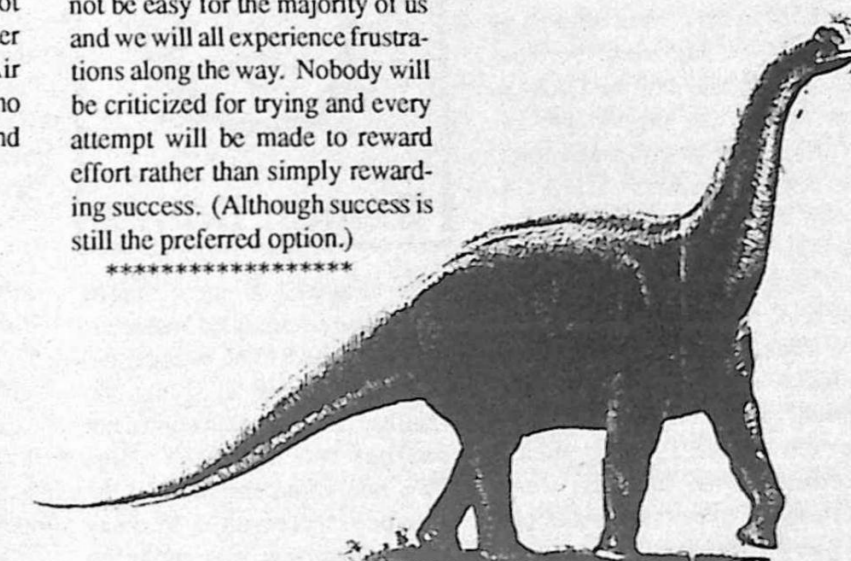 not be easy for the majority of us
and we will all experience frustra-
tions along the way. Nobody will
be criticized for trying and every
attempt will be made to reward
effort rather than simply reward-
ing success. (Although success is
still the preferred option.)
*****************